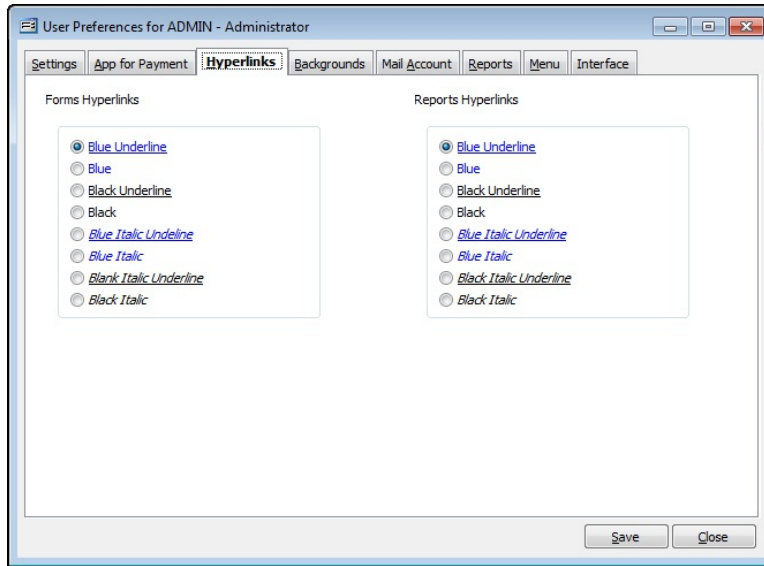 User Preferences for ADMIN - Administrator
Settings App for Payment Hyperlinks Backgrounds Mail Account Reports Menu Interface
Forms Hyperlinks
Blue Underline
Blue
Black Underline
Black
Blue Italic Undeline
Blue Italic
Blank Italic Underline
Black Italic
Reports Hyperlinks
Blue Underline
Blue
Black Underline
Black
Blue Italic Underline
Blue Italic
Black Italic Underline
Black Italic
Save Close